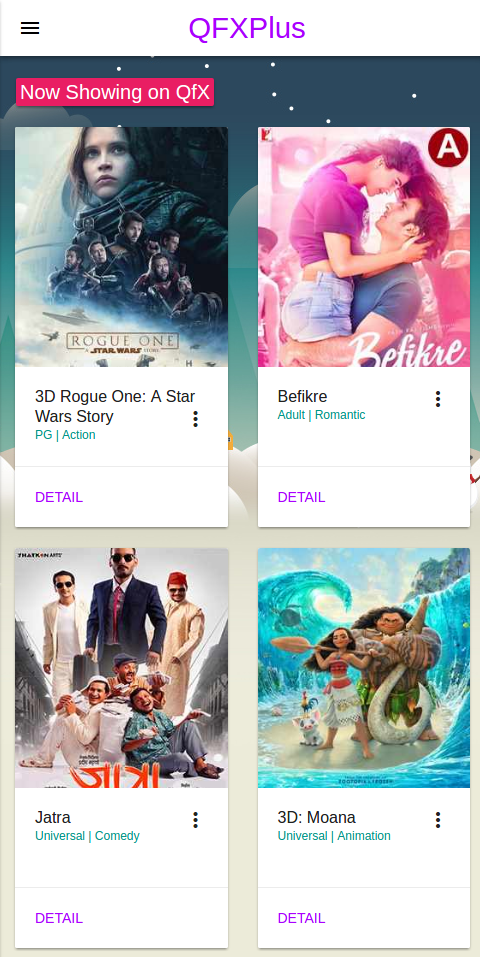 QFXPlus
Now Showing on QfX
ROGUE ONE
A STAR WARS STORY
3D Rogue One: A Star
Wars Story
PG | Action
DETAIL
A
Befikre
Befikre
Adult | Romantic
DETAIL
जात्रा
Jatra
Universal | Comedy
DETAIL
3D: Moana
Universal | Animation
DETAIL